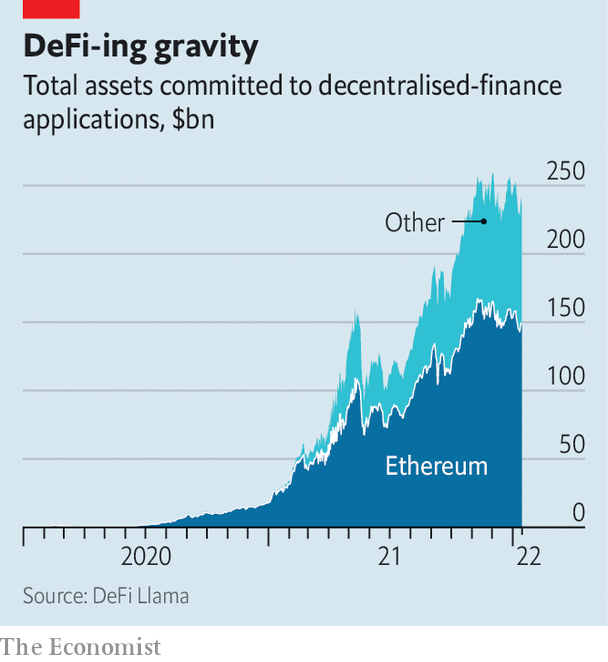 DeFi-ing gravity
Total assets committed to decentralised-finance
applications, $bn
250
Other
200
150
100
50
Ethereum
0
2020
21
22
Source: DeFi Llama
The Economist